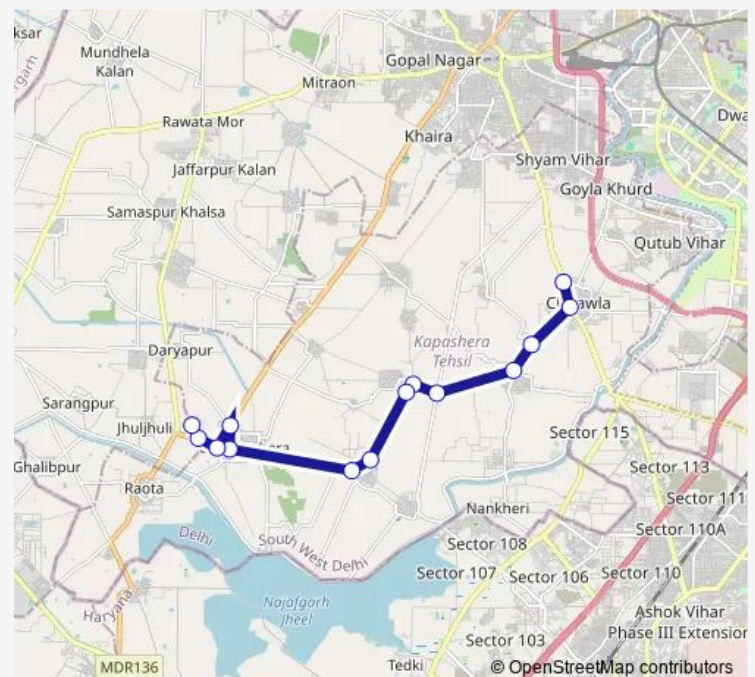 ksar
Mundhela
Kalan
Gopal Nagar
Mitraon
Dwa
Rawata Mor
Khaira
Shyam Vihar
Jaffarpur Kalan
Goyla Khurd
Samaspur Khalsa
Qutub Vihar
Kapashera
Tehsil
Daryapur
Sarangpur
Jhuljhuli
Sector 115
Ghalibpur
Sector 113
Raota
Sector 111
Nankheri
Delhi
South West Delhi
Sector 108
Sector 110A
Sector 107
Sector 106
Sector 110
Haryana
Najafgarh
Jheel
Ashok Vihar
Phase III Extension
Sector 103
MDR136
Tedki
© OpenStreetMap contributors